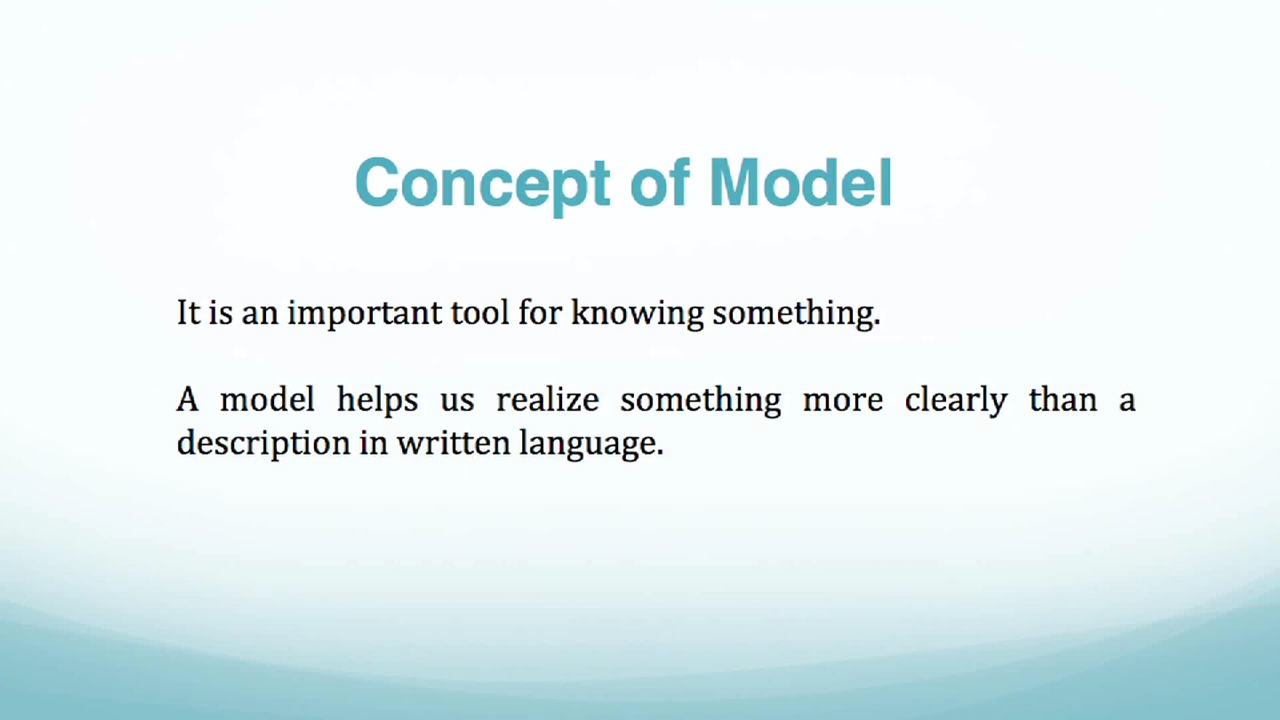 Concept of Model
It is an important tool for knowing something.
A model helps us realize something more clearly than a
description in written language.